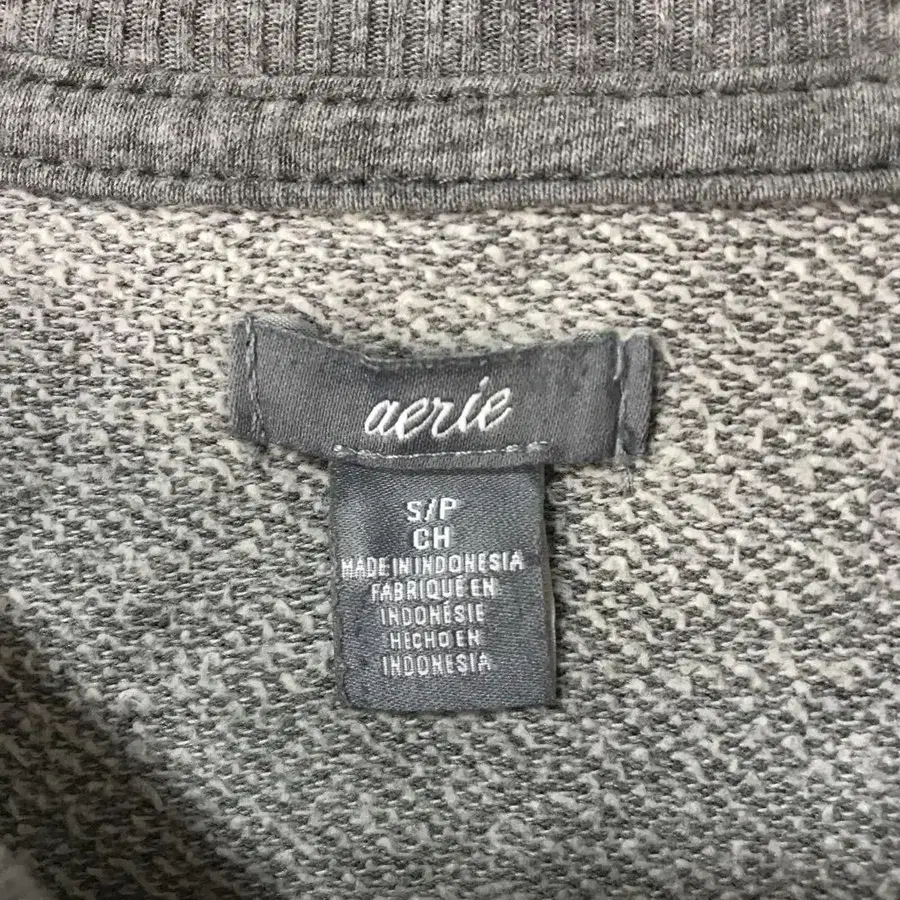 aerie
S/P
CH
MADE IN INDONESIA
FABRIQUÉ EN
INDONÉSIE
HECHO EN
INDONESIA